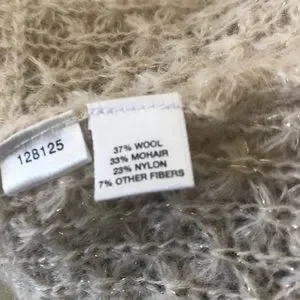 128125
37% WOOL
33% MOHAIR
23% NYLON
7% OTHER FIBERS